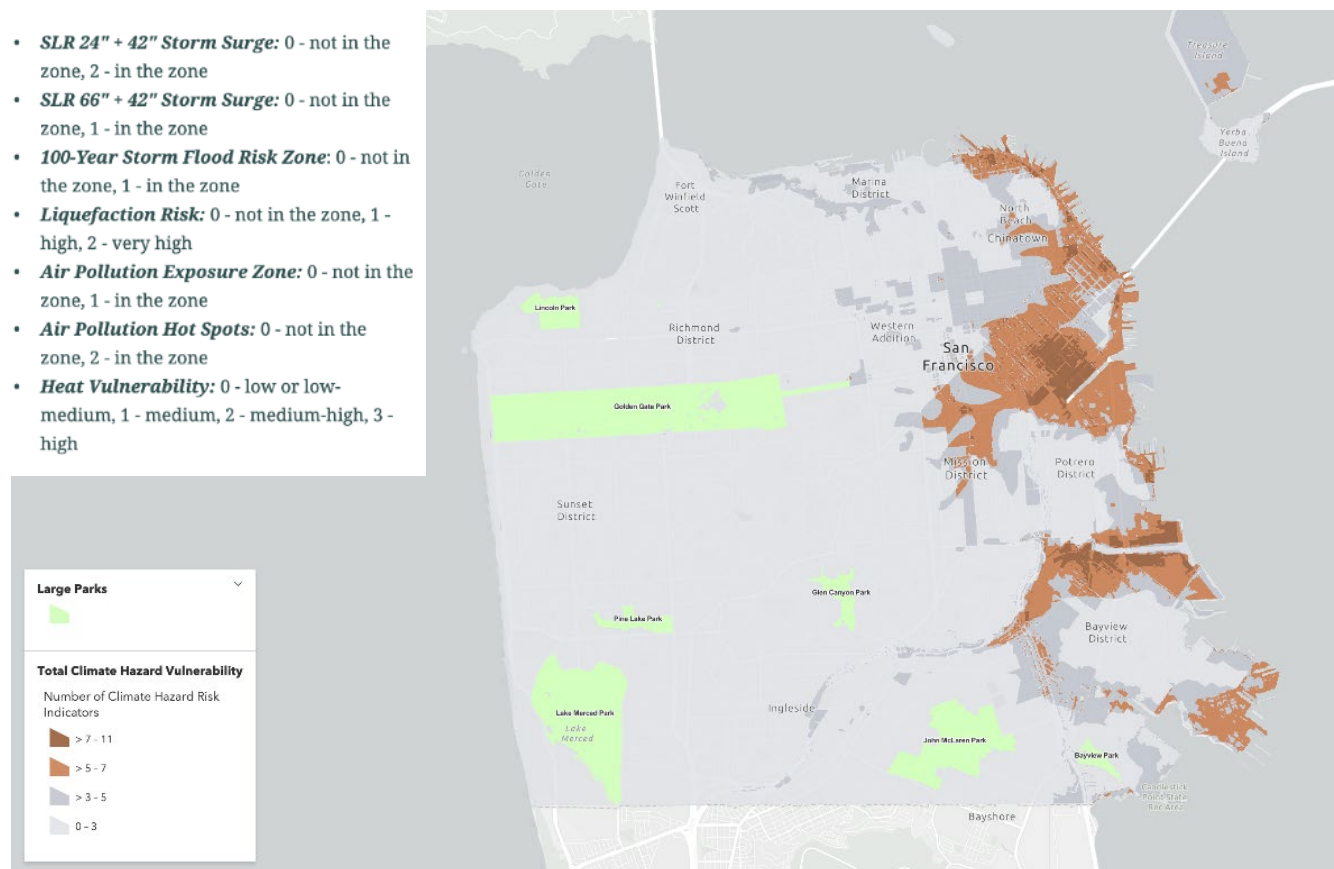 • SLR 24" + 42" Storm Surge: 0 - not in the
zone, 2 - in the zone
• SLR 66" + 42" Storm Surge: 0 - not in the
zone, 1 - in the zone
• 100-Year Storm Flood Risk Zone: 0 - not in
the zone, 1 - in the zone
• Liquefaction Risk: 0 - not in the zone, 1 -
high, 2 - very high
• Air Pollution Exposure Zone: 0 - not in the
zone, 1 - in the zone
• Air Pollution Hot Spots: 0 - not in the
zone, 2 - in the zone
• Heat Vulnerability: 0 - low or low-
medium, 1 - medium, 2 - medium-high, 3 -
high
Treasure
Island
Yerba
Buena
Island
Golden
Gate
Fort
Winfield
Scott
Marina
District
North
Beach
Chinatown
Lincoln Park
Richmond
District
Western
Addition
San
Francisco
Golden Gate Park
Mission
District
Potrero
District
Sunset
District
Glen Canyon Park
Pine Lake Park
Bayview
District
Lake Merced Park
Lake
Merced
Ingleside
John McLaren Park
Bayview Park
Candlestick
Point State
Rec Area
Bayshore
Large Parks
Total Climate Hazard Vulnerability
Number of Climate Hazard Risk
Indicators
> 7 - 11
> 5 - 7
> 3 - 5
0 - 3